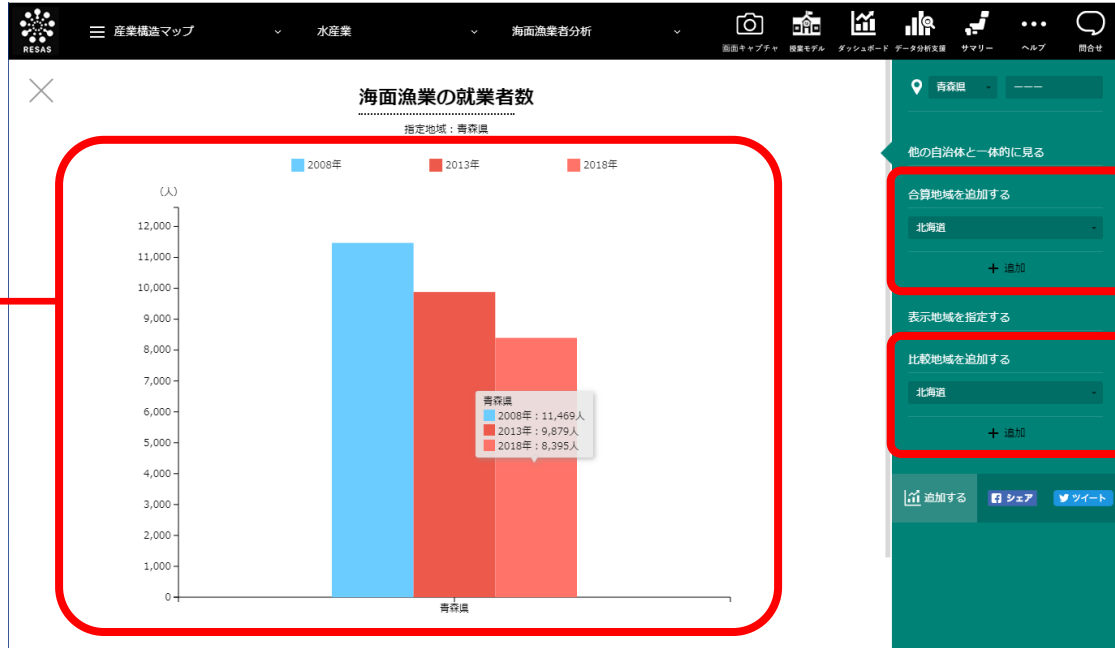 RESAS
産業構造マップ
水産業
海面漁業者分析
画面キャプチャ
授業モデル
ダッシュボード
データ分析支援
サマリー
ヘルプ
問合せ
海面漁業の就業者数
指定地域：青森県
2008年
2013年
2018年
（人）
12,000
11,000
10,000
9,000
8,000
7,000
6,000
5,000
4,000
3,000
2,000
1,000
0
青森県
2008年：11,469人
2013年：9,879人
2018年：8,395人
青森県
青森県
---
他の自治体と一体的に見る
合算地域を追加する
北海道
+ 追加
表示地域を指定する
比較地域を追加する
北海道
+ 追加
追加する
シェア
ツイート